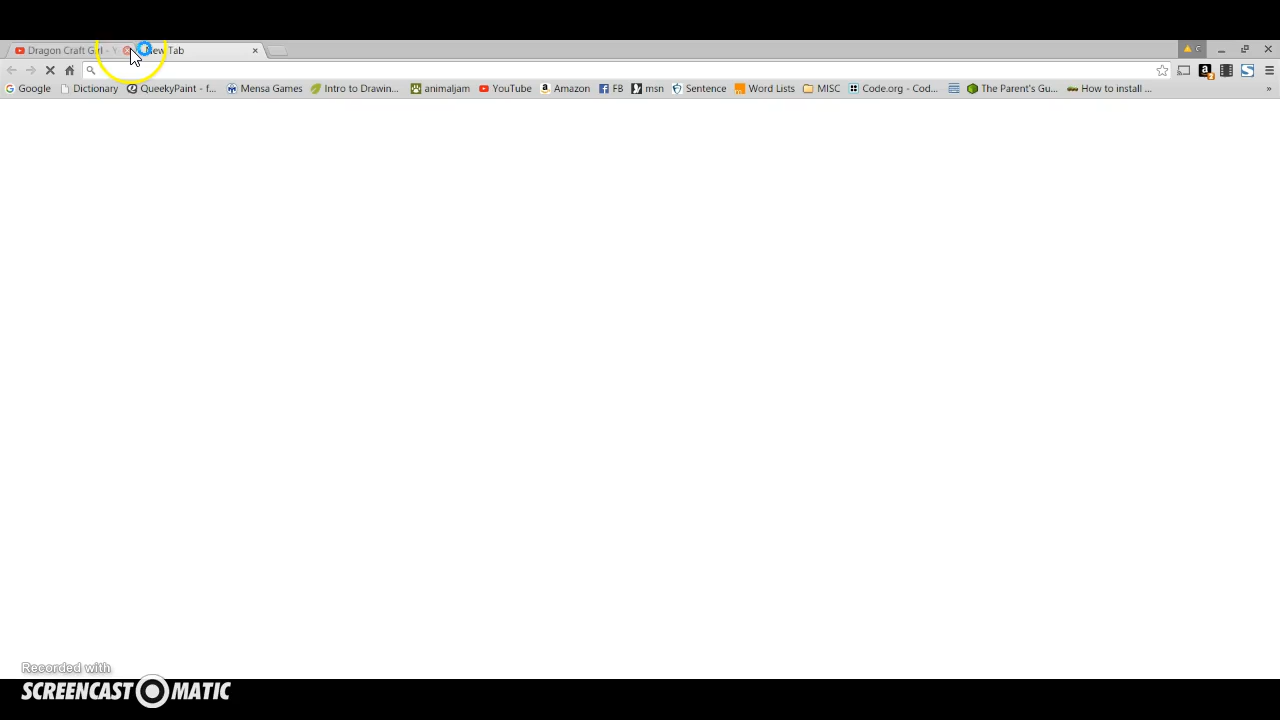 Dragon Craft Girl - Y
New Tab
6
Google Dictionary QueekyPaint - f... Mensa Games Intro to Drawin... animaljam YouTube Amazon FB msn Sentence Word Lists MISC Code.org - Cod... The Parent's Gu... How to install ... »
Recorded with
SCREENCAST MATIC